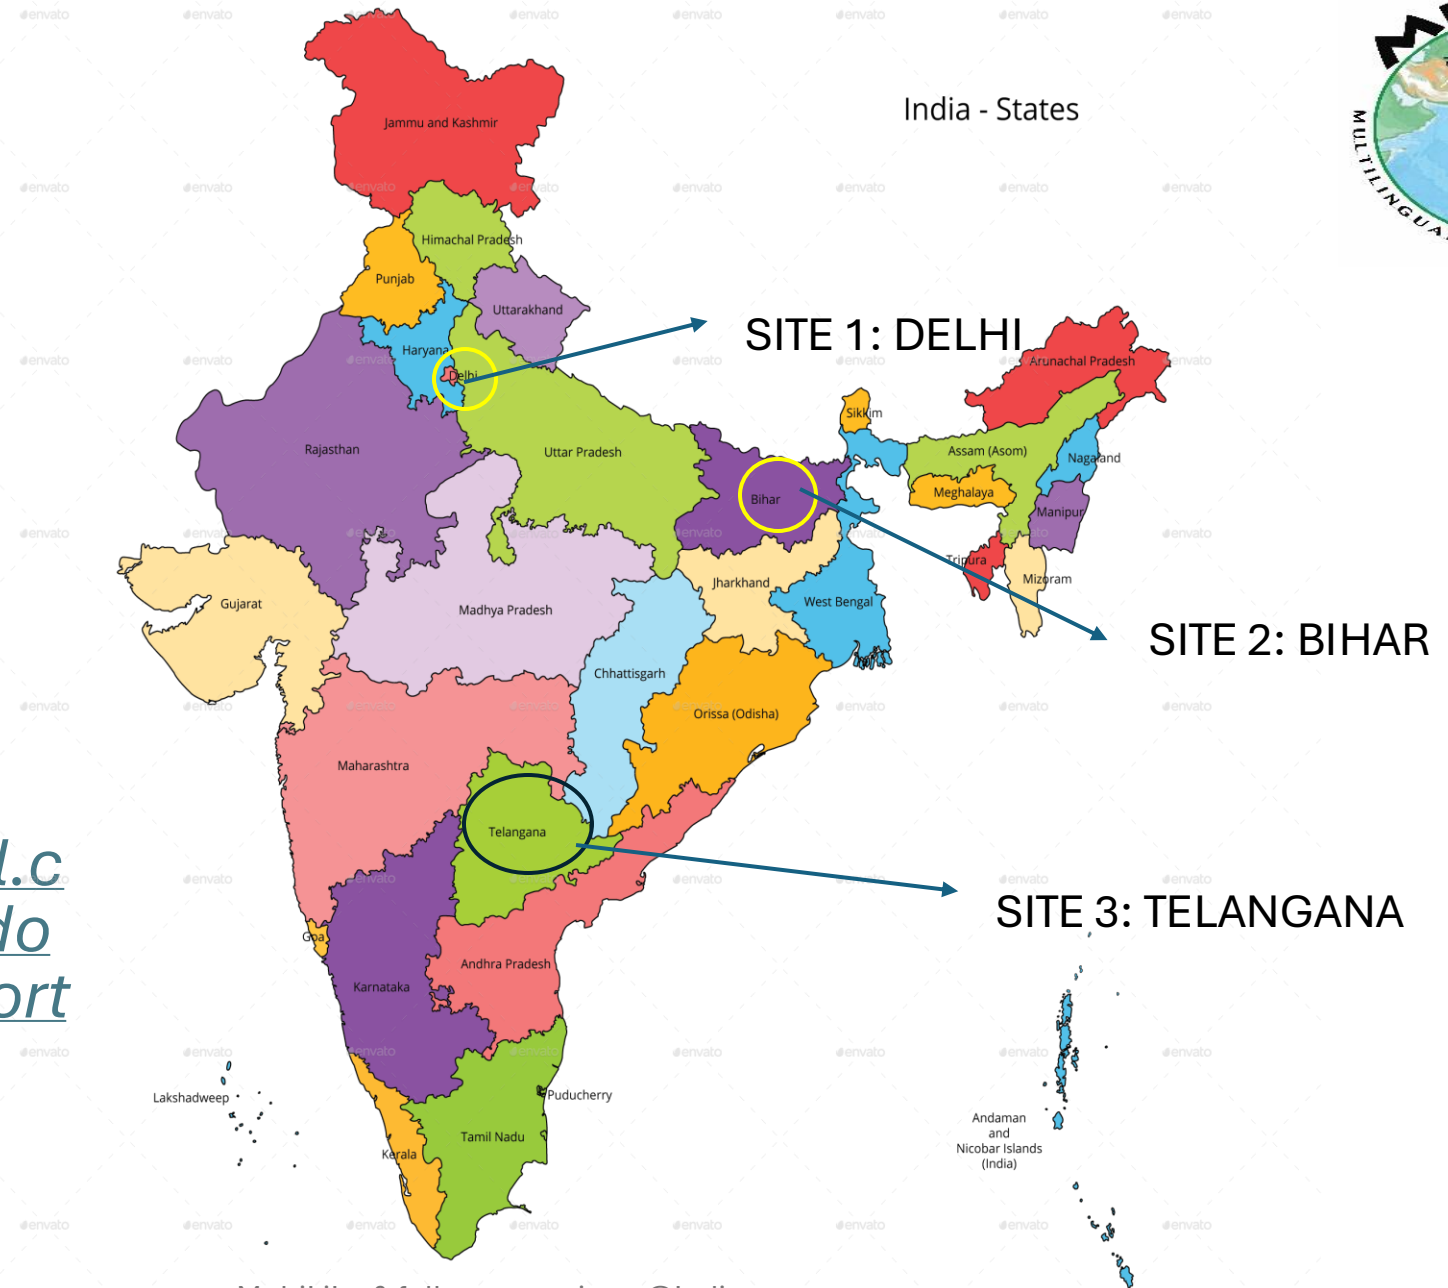 India - States
Jammu and Kashmir
Himachal Pradesh
Punjab
Uttarakhand
SITE 1: DELHI
Haryana
Arunachal Pradesh
Delhi
Sikkim
Rajasthan
Uttar Pradesh
Assam (Asom)
Nagaland
Meghalaya
Bihar
Manipur
Tripura
Mizoram
Jharkhand
Gujarat
Madhya Pradesh
West Bengal
SITE 2: BIHAR
Chhattisgarh
Orissa (Odisha)
Maharashtra
Telangana
l.c
do
ort
SITE 3: TELANGANA
Goa
Andhra Pradesh
Karnataka
Lakshadweep
Puducherry
Tamil Nadu
Kerala
Andaman
and
Nicobar Islands
(India)
envato